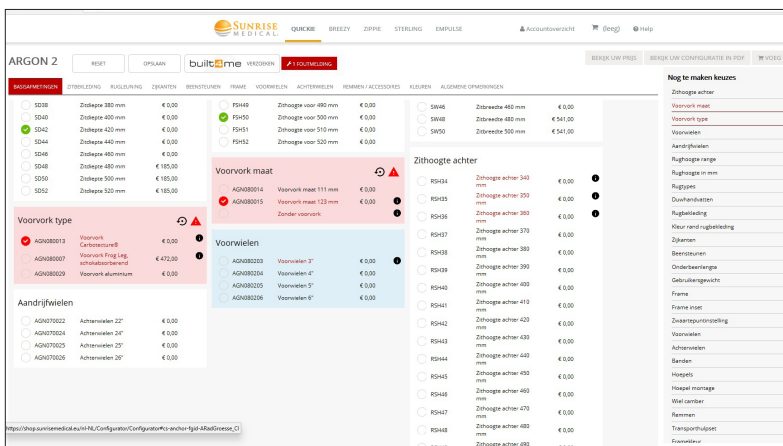 SUNRISE
MEDICAL.
QUICKIE
BREEZY
ZIPPIE
STERLING
EMPULSE
Accountoverzicht
(leeg)
Help
ARGON 2
RESET
OPSLAAN
built4me VERZOEKEN
1 FOUTMELDING
BEKIJK UW PRIJS
BEKIJK UW CONFIGURATIE IN PDF
VOEG
BASISAFMETINGEN
ZITBEKLEDING
RUGLEUNING
ZIJKANTEN
BEENSTEUNEN
FRAME
VOORWIELEN
ACHTERWIELEN
REMMEN / ACCESSOIRES
KLEUREN
ALGEMENE OPMERKINGEN
SD38 Zitdiepte 380 mm € 0,00
SD40 Zitdiepte 400 mm € 0,00
SD42 Zitdiepte 420 mm € 0,00
SD44 Zitdiepte 440 mm € 0,00
SD46 Zitdiepte 460 mm € 0,00
SD48 Zitdiepte 480 mm € 185,00
SD50 Zitdiepte 500 mm € 185,00
SD52 Zitdiepte 520 mm € 185,00
Voorvork type
AGN080013 Voorvork Carbotecture® € 0,00
AGN080007 Voorvork Frog Leg, schokabsorberend € 472,00
AGN080029 Voorvork aluminium € 0,00
Aandrijfwielen
AGN070022 Achterwielen 22" € 0,00
AGN070024 Achterwielen 24" € 0,00
AGN070025 Achterwielen 25" € 0,00
AGN070026 Achterwielen 26" € 0,00
FSH49 Zithoogte voor 490 mm € 0,00
FSH50 Zithoogte voor 500 mm € 0,00
FSH51 Zithoogte voor 510 mm € 0,00
FSH52 Zithoogte voor 520 mm € 0,00
Voorvork maat
AGN080014 Voorvork maat 111 mm € 0,00
AGN080015 Voorvork maat 123 mm € 0,00
Zonder voorvork
Voorwielen
AGN080203 Voorwielen 3" € 0,00
AGN080204 Voorwielen 4" € 0,00
AGN080205 Voorwielen 5" € 0,00
AGN080206 Voorwielen 6" € 0,00
SW46 Zitbreedte 460 mm € 0,00
SW48 Zitbreedte 480 mm € 541,00
SW50 Zitbreedte 500 mm € 541,00
Zithoogte achter
RSH34 Zithoogte achter 340 mm € 0,00
RSH35 Zithoogte achter 350 mm € 0,00
RSH36 Zithoogte achter 360 mm € 0,00
RSH37 Zithoogte achter 370 mm € 0,00
RSH38 Zithoogte achter 380 mm € 0,00
RSH39 Zithoogte achter 390 mm € 0,00
RSH40 Zithoogte achter 400 mm € 0,00
RSH41 Zithoogte achter 410 mm € 0,00
RSH42 Zithoogte achter 420 mm € 0,00
RSH43 Zithoogte achter 430 mm € 0,00
RSH44 Zithoogte achter 440 mm € 0,00
RSH45 Zithoogte achter 450 mm € 0,00
RSH46 Zithoogte achter 460 mm € 0,00
RSH47 Zithoogte achter 470 mm € 0,00
RSH48 Zithoogte achter 480 mm € 0,00
Zithoogte achter 490
Nog te maken keuzes
Zithoogte achter
Voorvork maat
Voorvork type
Voorwielen
Aandrijfwielen
Rughoogte range
Rughoogte in mm
Rugtypes
Duwhandvatten
Rugbekleding
Kleur rand rugbekleding
Zijkanten
Beensteunen
Onderbeenlengte
Gebruikersgewicht
Frame
Frame inset
Zwaartepuntinstelling
Voorwielen
Achterwielen
Banden
Hoepels
Hoepel montage
Wiel camber
Remmen
Transporthulpset
Framekleur
https://shop.sunrisemedical.eu/nl-NL/Configurator/Configurator#cs-anchor-fgid-ARadGroesse_Cl